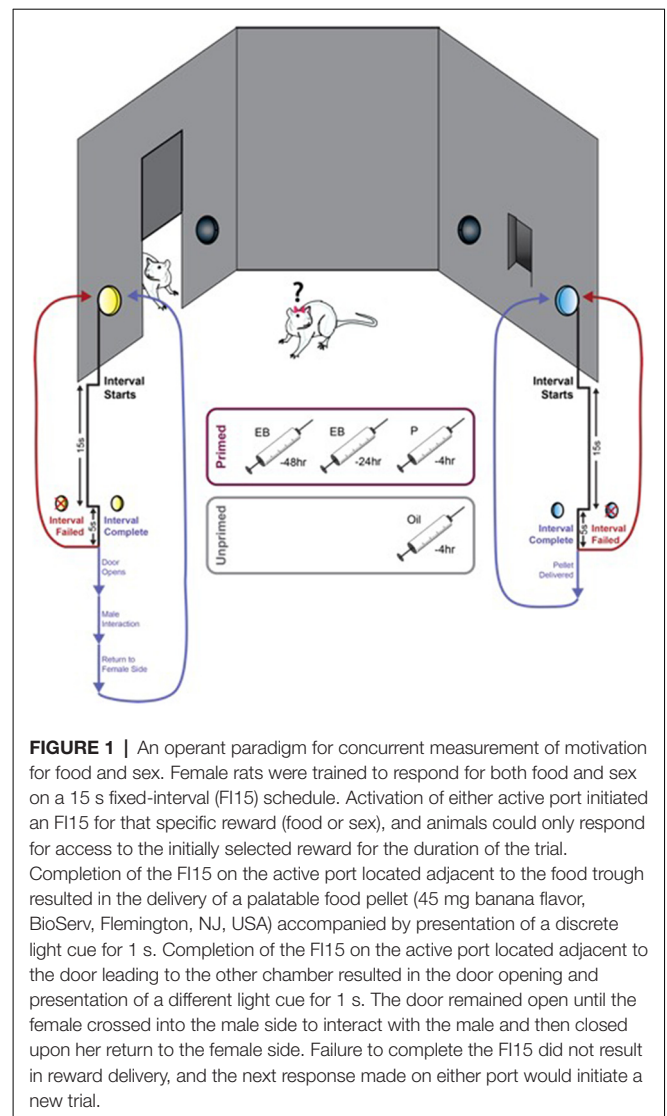 ?
Interval
Starts
15s
Interval
Failed
Interval
Complete
5s
Door
Opens
Male
Interaction
Return to
Female Side
Primed
EB
-48hr
EB
-24hr
P
-4hr
Unprimed
Oil
-4hr
Interval
Starts
15s
Interval
Complete
Interval
Failed
5s
Pellet
Delivered
FIGURE 1 | An operant paradigm for concurrent measurement of motivation
for food and sex. Female rats were trained to respond for both food and sex
on a 15 s fixed-interval (FI15) schedule. Activation of either active port initiated
an FI15 for that specific reward (food or sex), and animals could only respond
for access to the initially selected reward for the duration of the trial.
Completion of the FI15 on the active port located adjacent to the food trough
resulted in the delivery of a palatable food pellet (45 mg banana flavor,
BioServ, Flemington, NJ, USA) accompanied by presentation of a discrete
light cue for 1 s. Completion of the FI15 on the active port located adjacent to
the door leading to the other chamber resulted in the door opening and
presentation of a different light cue for 1 s. The door remained open until the
female crossed into the male side to interact with the male and then closed
upon her return to the female side. Failure to complete the FI15 did not result
in reward delivery, and the next response made on either port would initiate a
new trial.